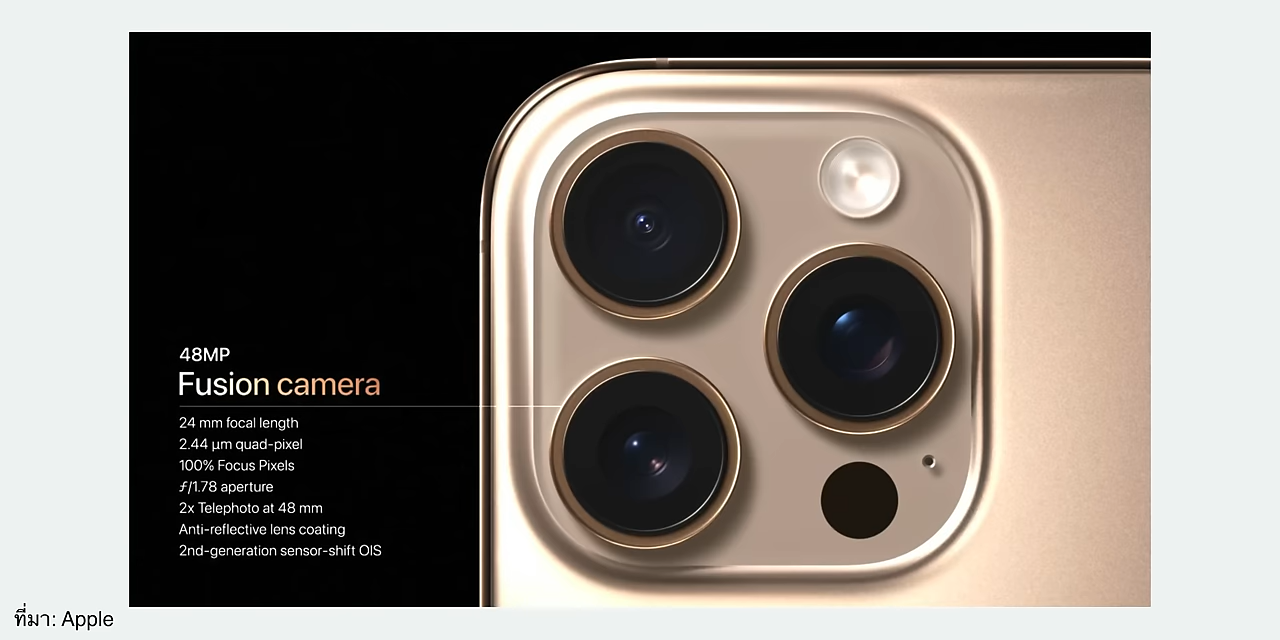 48MP
Fusion camera
24 mm focal length
2.44 µm quad-pixel
100% Focus Pixels
ƒ/1.78 aperture
2x Telephoto at 48 mm
Anti-reflective lens coating
2nd-generation sensor-shift OIS
ที่มา: Apple